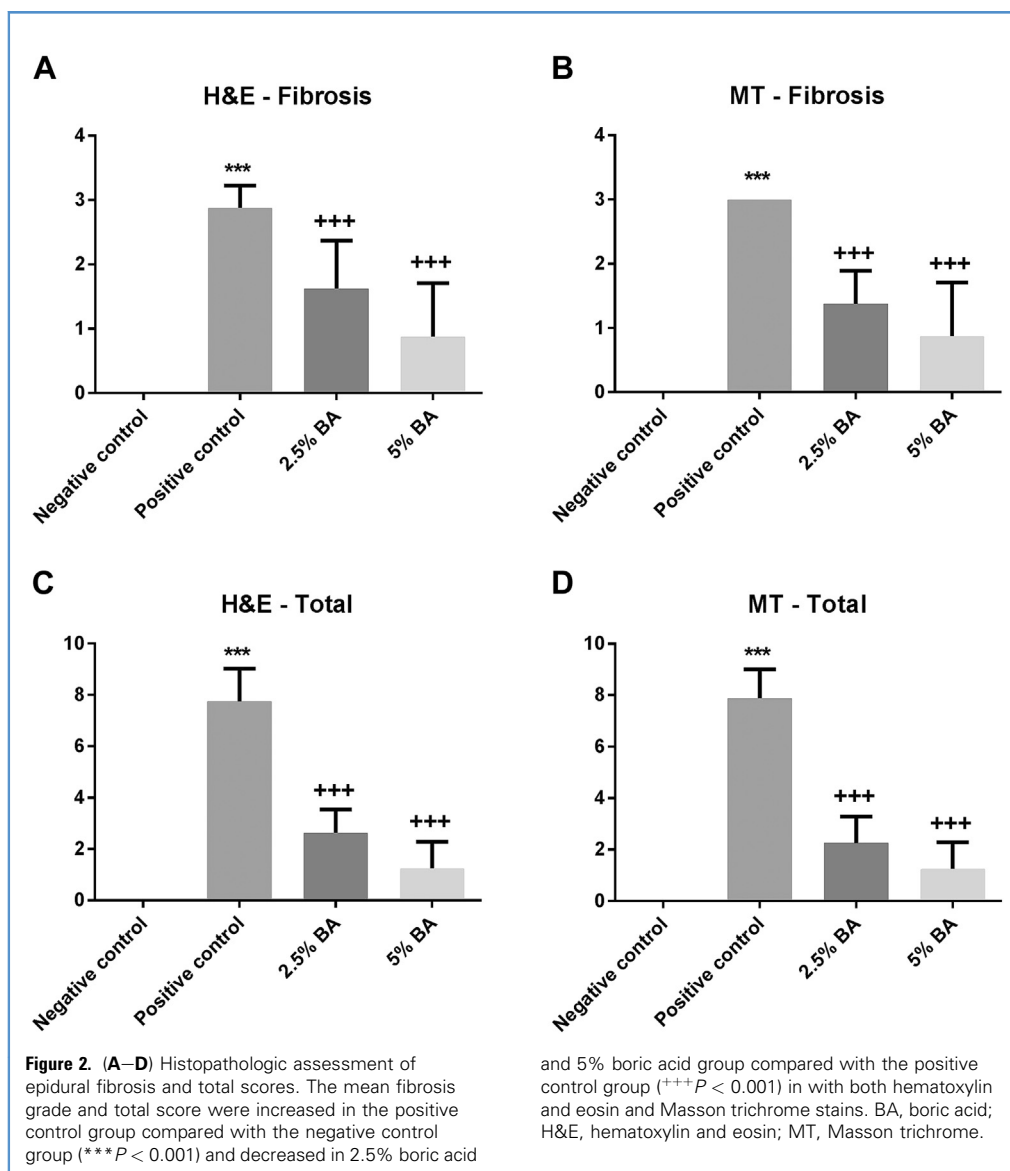 A
H&E - Fibrosis
4
3
2
1
0
***
+++
+++
Negative control
Positive control
2.5% BA
5% BA
B
MT - Fibrosis
4
3
2
1
0
***
+++
+++
Negative control
Positive control
2.5% BA
5% BA
C
H&E - Total
10
8
6
4
2
0
***
+++
+++
Negative control
Positive control
2.5% BA
5% BA
D
MT - Total
10
8
6
4
2
0
***
+++
+++
Negative control
Positive control
2.5% BA
5% BA
Figure 2. (A–D) Histopathologic assessment of
epidural fibrosis and total scores. The mean fibrosis
grade and total score were increased in the positive
control group compared with the negative control
group (***P < 0.001) and decreased in 2.5% boric acid
and 5% boric acid group compared with the positive
control group (+++P < 0.001) in with both hematoxylin
and eosin and Masson trichrome stains. BA, boric acid;
H&E, hematoxylin and eosin; MT, Masson trichrome.